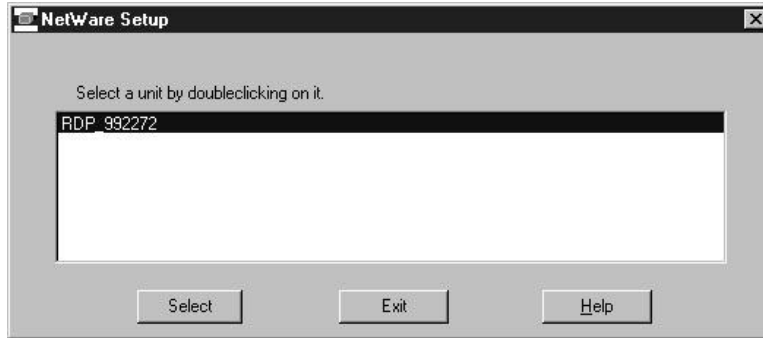 NetWare Setup
Select a unit by doubleclicking on it.
RDP_992272
Select
Exit
Help